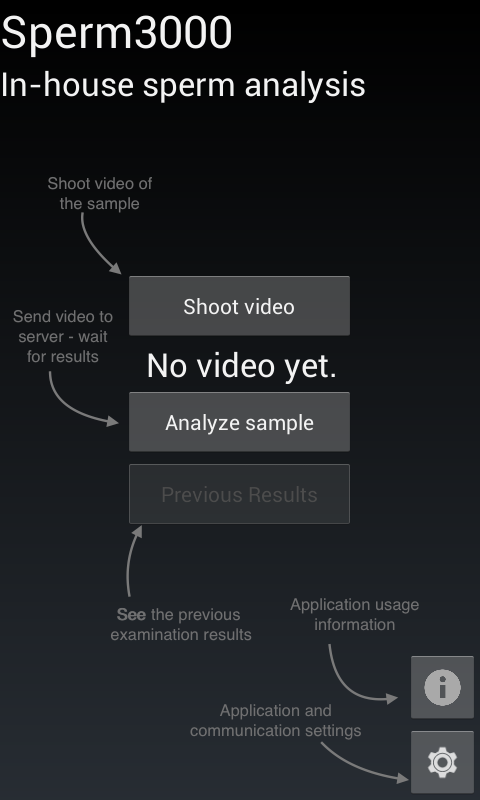 Sperm3000
In-house sperm analysis
Shoot video of
the sample
Shoot video
Send video to
server - wait
for results
No video yet.
Analyze sample
Previous Results
See the previous
examination results
Application usage
information
Application and
communication settings